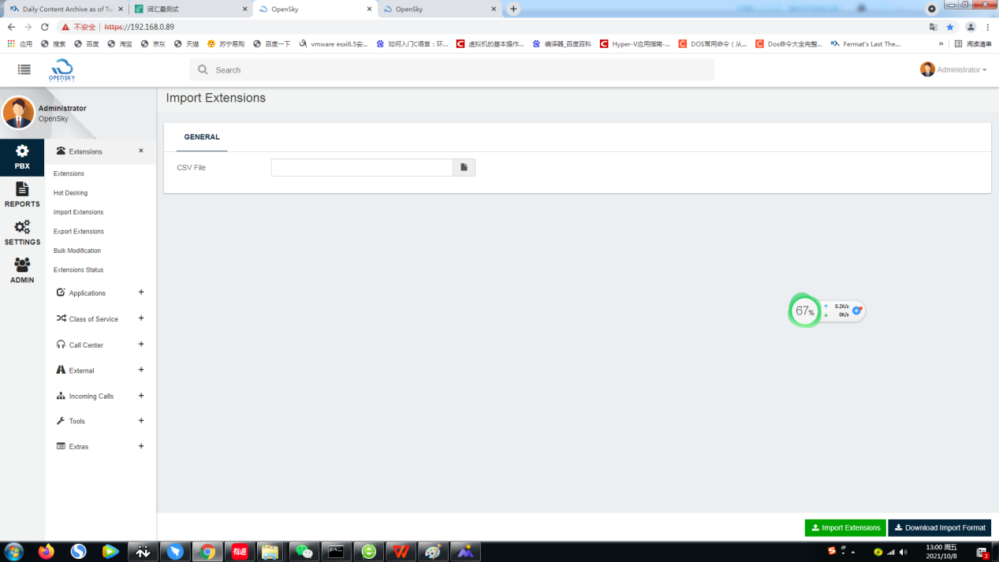 Daily Content Archive as of Tu
词汇量测试
OpenSky
OpenSky
不安全 | https://192.168.0.89
应用
搜索
百度
淘宝
京东
天猫
苏宁易购
百度一下
vmware esxi6.5安...
如何入门C语言：环...
虚拟机的基本操作...
编译器_百度百科
Hyper-V应用指南-...
DOS常用命令（从...
Dos命令大全完整...
Fermat's Last The...
»
阅读清单
OPENSKY
Search
Administrator
Administrator
OpenSky
Import Extensions
GENERAL
CSV File
PBX
REPORTS
SETTINGS
ADMIN
Extensions
Extensions
Hot Desking
Import Extensions
Export Extensions
Bulk Modification
Extensions Status
Applications
Class of Service
Call Center
External
Incoming Calls
Tools
Extras
67%
0.2K/s
0K/s
Import Extensions
Download Import Format
有道
13:00 周五
2021/10/8
3